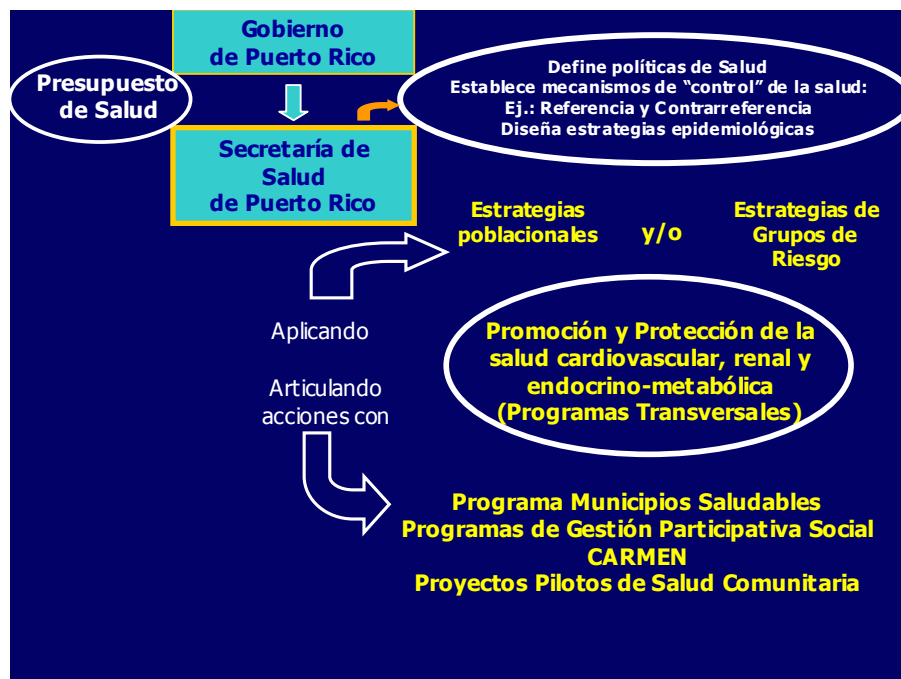 Gobierno
de Puerto Rico
Presupuesto
de Salud
Define políticas de Salud
Establece mecanismos de “control” de la salud:
Ej.: Referencia y Contrarreferencia
Diseña estrategias epidemiológicas
Secretaría de
Salud
de Puerto Rico
Estrategias
poblacionales
y/o
Estrategias de
Grupos de
Riesgo
Aplicando
Promoción y Protección de la
salud cardiovascular, renal y
endocrino-metabólica
(Programas Transversales)
Articulando
acciones con
Programa Municipios Saludables
Programas de Gestión Participativa Social
CARMEN
Proyectos Pilotos de Salud Comunitaria